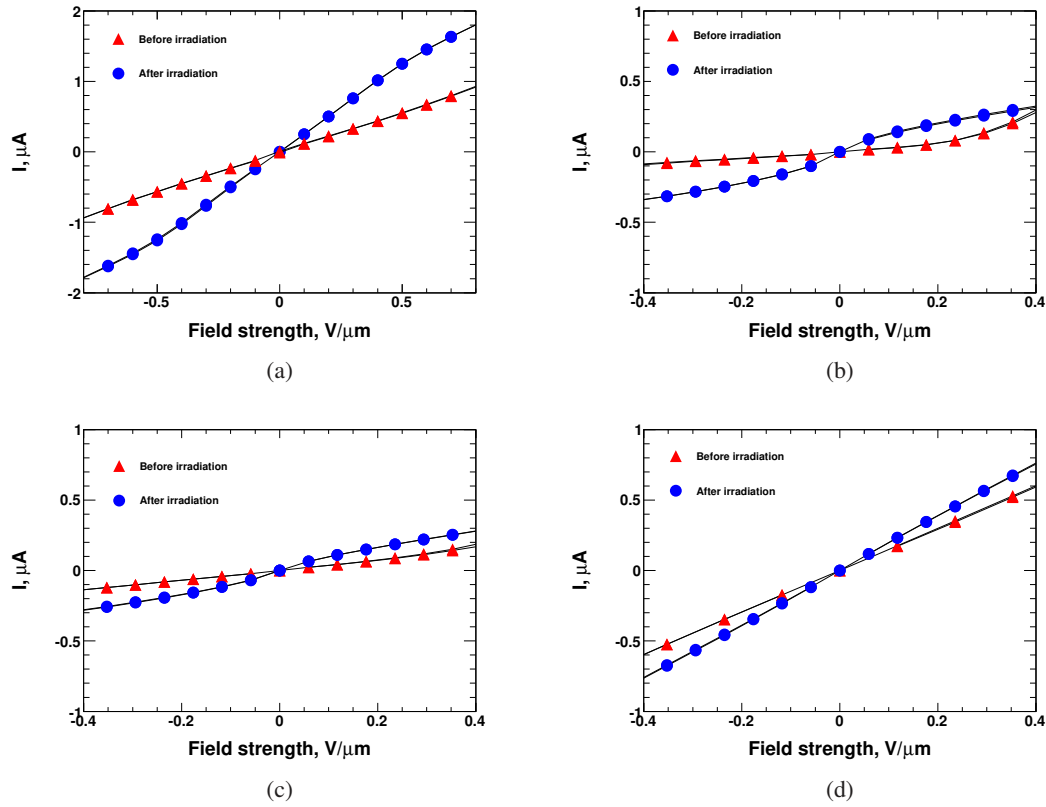 2
Before irradiation
After irradiation
1
0
-1
-2
I, μA
-0.5
0
0.5
Field strength, V/μm
(a)
1
Before irradiation
After irradiation
0.5
0
-0.5
-1
I, μA
-0.4
-0.2
0
0.2
0.4
Field strength, V/μm
(b)
1
Before irradiation
After irradiation
0.5
0
-0.5
-1
I, μA
-0.4
-0.2
0
0.2
0.4
Field strength, V/μm
(c)
1
Before irradiation
After irradiation
0.5
0
-0.5
-1
I, μA
-0.4
-0.2
0
0.2
0.4
Field strength, V/μm
(d)